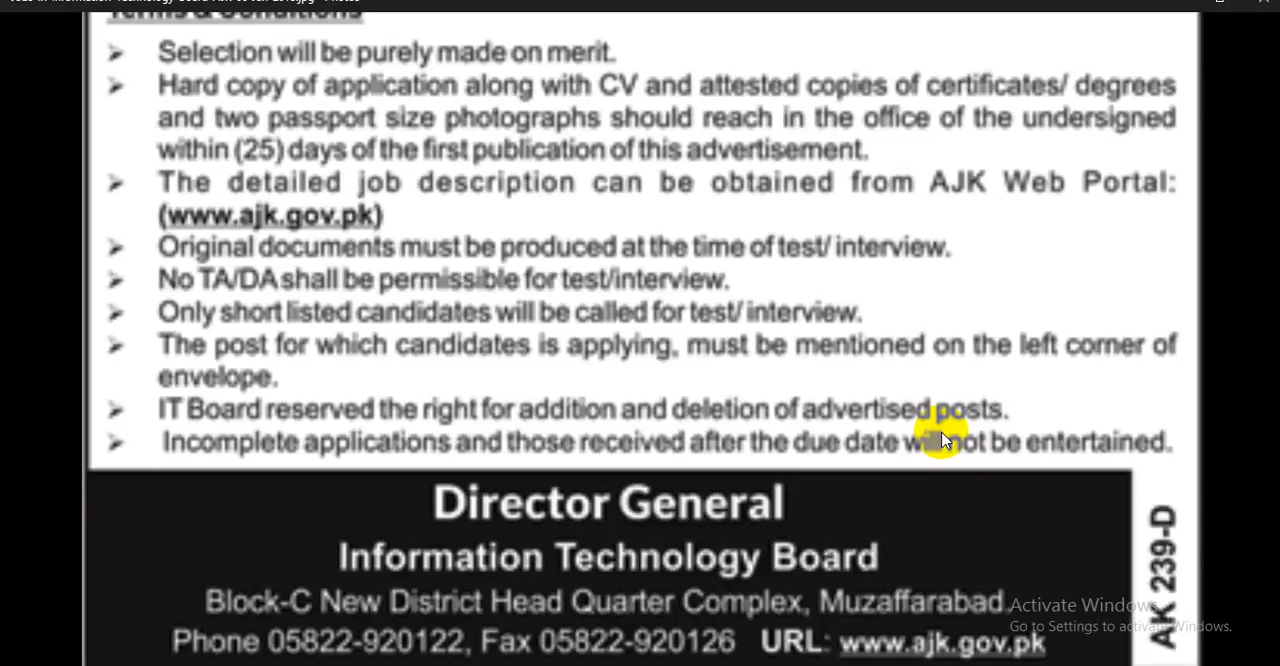 Terms & Conditions
➢ Selection will be purely made on merit.
➢ Hard copy of application along with CV and attested copies of certificates/ degrees
and two passport size photographs should reach in the office of the undersigned
within (25) days of the first publication of this advertisement.
➢ The detailed job description can be obtained from AJK Web Portal:
(www.ajk.gov.pk)
➢ Original documents must be produced at the time of test/ interview.
➢ No TA/DA shall be permissible for test/interview.
➢ Only short listed candidates will be called for test/ interview.
➢ The post for which candidates is applying, must be mentioned on the left corner of
envelope.
➢ IT Board reserved the right for addition and deletion of advertised posts.
➢ Incomplete applications and those received after the due date will not be entertained.
Director General
Information Technology Board
Block-C New District Head Quarter Complex, Muzaffarabad.
Phone 05822-920122, Fax 05822-920126 URL: www.ajk.gov.pk
AK 239-D
Activate Windows
Go to Settings to activate Windows.